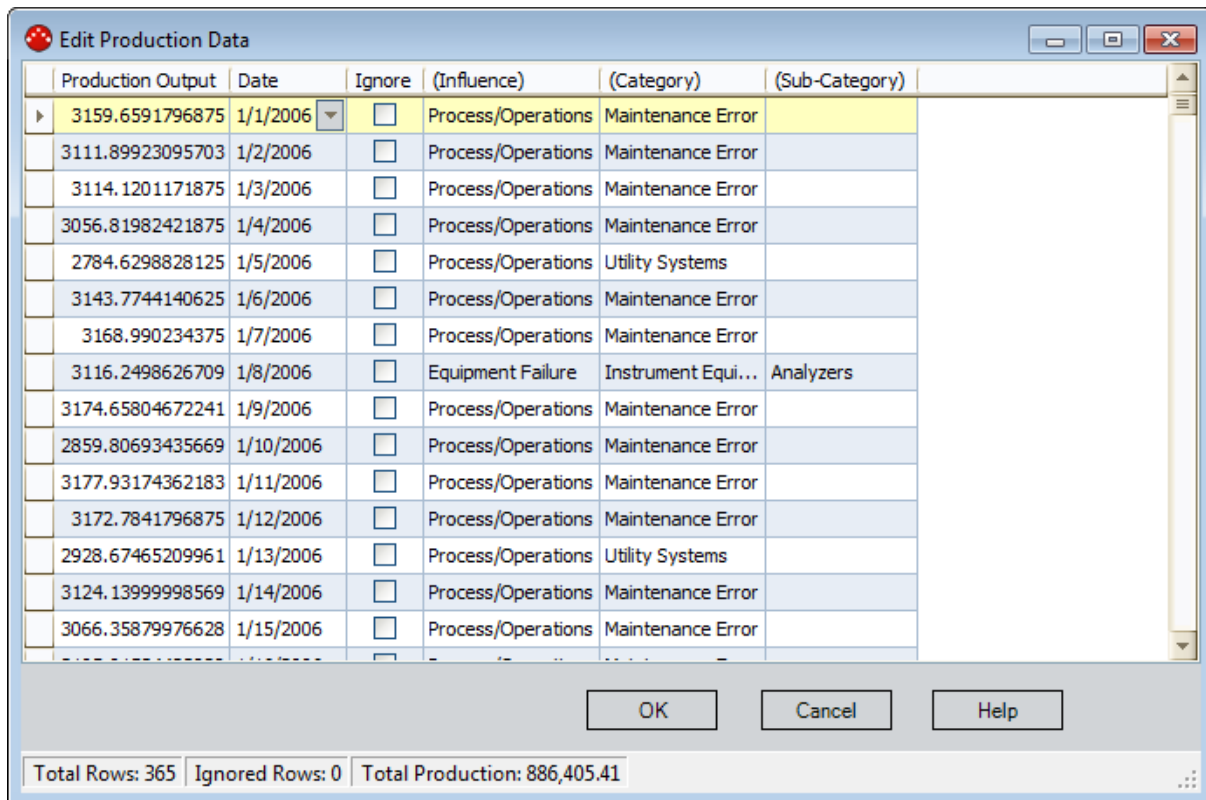 Edit Production Data
Production Output Date Ignore (Influence) (Category) (Sub-Category)
3159.6591796875 1/1/2006 Process/Operations Maintenance Error
3111.89923095703 1/2/2006 Process/Operations Maintenance Error
3114.1201171875 1/3/2006 Process/Operations Maintenance Error
3056.81982421875 1/4/2006 Process/Operations Maintenance Error
2784.6298828125 1/5/2006 Process/Operations Utility Systems
3143.7744140625 1/6/2006 Process/Operations Maintenance Error
3168.990234375 1/7/2006 Process/Operations Maintenance Error
3116.2498626709 1/8/2006 Equipment Failure Instrument Equi... Analyzers
3174.65804672241 1/9/2006 Process/Operations Maintenance Error
2859.80693435669 1/10/2006 Process/Operations Maintenance Error
3177.93174362183 1/11/2006 Process/Operations Maintenance Error
3172.7841796875 1/12/2006 Process/Operations Maintenance Error
2928.67465209961 1/13/2006 Process/Operations Utility Systems
3124.13999998569 1/14/2006 Process/Operations Maintenance Error
3066.35879976628 1/15/2006 Process/Operations Maintenance Error
OK Cancel Help
Total Rows: 365 Ignored Rows: 0 Total Production: 886,405.41